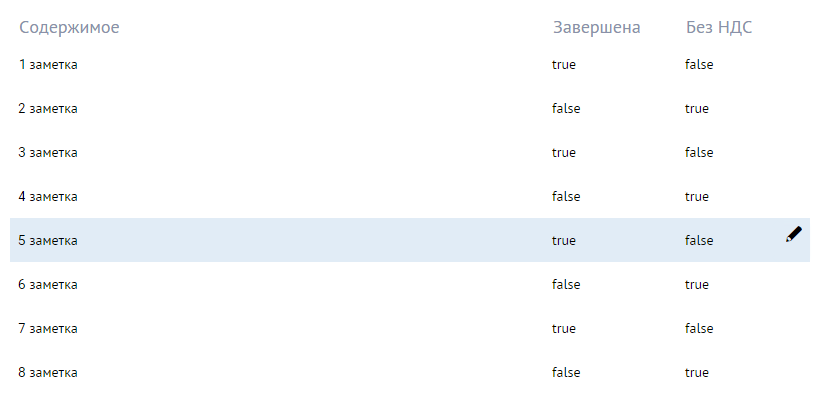 Содержимое Завершена Без НДС
1 заметка true false
2 заметка false true
3 заметка true false
4 заметка false true
5 заметка true false
6 заметка false true
7 заметка true false
8 заметка false true